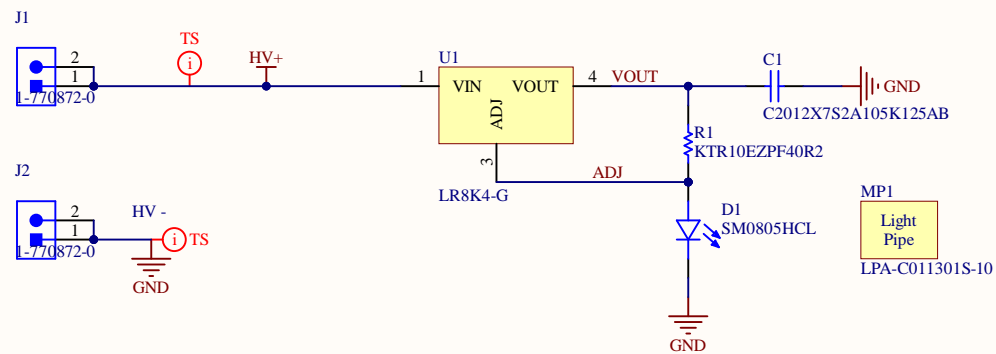 J1
2
1
1-770872-0
TS
i
HV+
U1
1
VIN
VOUT
ADJ
4
VOUT
3
ADJ
LR8K4-G
C1
C2012X7S2A105K125AB
GND
R1
KTR10EZPF40R2
D1
SM0805HCL
GND
J2
2
1
1-770872-0
HV -
i
TS
GND
MP1
Light
Pipe
LPA-C011301S-10